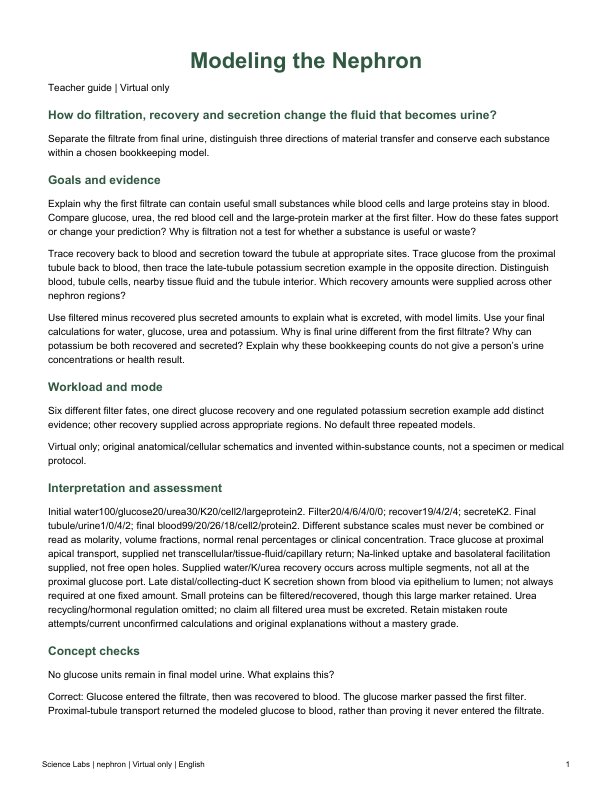 Modeling the Nephron
Teacher guide | Virtual only
How do filtration, recovery and secretion change the fluid that becomes urine?
Separate the filtrate from final urine, distinguish three directions of material transfer and conserve each substance
within a chosen bookkeeping model.
Goals and evidence
Explain why the first filtrate can contain useful small substances while blood cells and large proteins stay in blood.
Compare glucose, urea, the red blood cell and the large-protein marker at the first filter. How do these fates support
or change your prediction? Why is filtration not a test for whether a substance is useful or waste?
Trace recovery back to blood and secretion toward the tubule at appropriate sites. Trace glucose from the proximal
tubule back to blood, then trace the late-tubule potassium secretion example in the opposite direction. Distinguish
blood, tubule cells, nearby tissue fluid and the tubule interior. Which recovery amounts were supplied across other
nephron regions?
Use filtered minus recovered plus secreted amounts to explain what is excreted, with model limits. Use your final
calculations for water, glucose, urea and potassium. Why is final urine different from the first filtrate? Why can
potassium be both recovered and secreted? Explain why these bookkeeping counts do not give a person's urine
concentrations or health result.
Workload and mode
Six different filter fates, one direct glucose recovery and one regulated potassium secretion example add distinct
evidence; other recovery supplied across appropriate regions. No default three repeated models.
Virtual only; original anatomical/cellular schematics and invented within-substance counts, not a specimen or medical
protocol.
Interpretation and assessment
Initial water100/glucose20/urea30/K20/cell2/largeprotein2. Filter20/4/6/4/0/0; recover19/4/2/4; secreteK2. Final
tubule/urine1/0/4/2; final blood99/20/26/18/cell2/protein2. Different substance scales must never be combined or
read as molarity, volume fractions, normal renal percentages or clinical concentration. Trace glucose at proximal
apical transport, supplied net transcellular/tissue-fluid/capillary return; Na-linked uptake and basolateral facilitation
supplied, not free open holes. Supplied water/K/urea recovery occurs across multiple segments, not all at the
proximal glucose port. Late distal/collecting-duct K secretion shown from blood via epithelium to lumen; not always
required at one fixed amount. Small proteins can be filtered/recovered, though this large marker retained. Urea
recycling/hormonal regulation omitted; no claim all filtered urea must be excreted. Retain mistaken route
attempts/current unconfirmed calculations and original explanations without a mastery grade.
Concept checks
No glucose units remain in final model urine. What explains this?
Correct: Glucose entered the filtrate, then was recovered to blood. The glucose marker passed the first filter.
Proximal-tubule transport returned the modeled glucose to blood, rather than proving it never entered the filtrate.
Science Labs | nephron | Virtual only | English
1